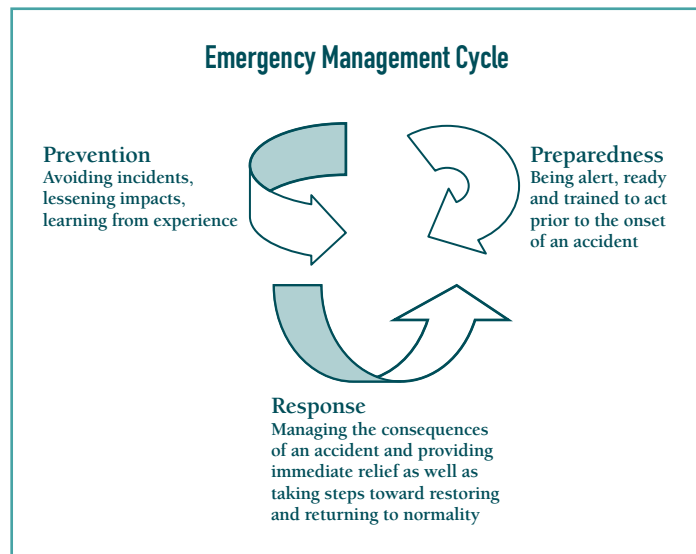 Emergency Management Cycle
Prevention
Avoiding incidents,
lessening impacts,
learning from experience
Preparedness
Being alert, ready
and trained to act
prior to the onset
of an accident
Response
Managing the consequences
of an accident and providing
immediate relief as well as
taking steps toward restoring
and returning to normality